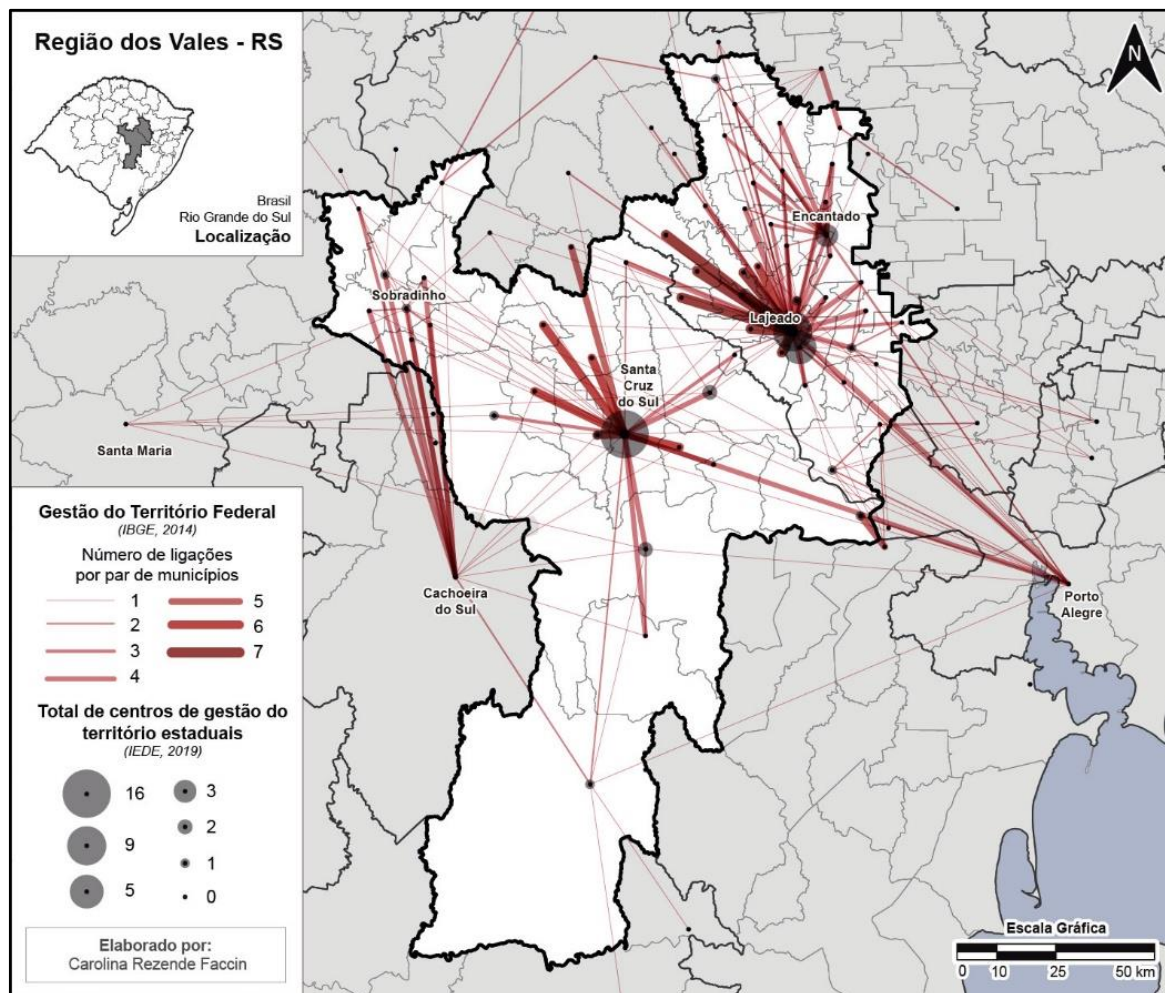 Região dos Vales - RS
Brasil
Rio Grande do Sul
Localização
N
Encantado
Sobradinho
Lajeado
Santa
Cruz
do Sul
Santa Maria
Cachoeira
do Sul
Porto
Alegre
Gestão do Território Federal
(IBGE, 2014)
Número de ligações
por par de municípios
1
5
2
6
3
7
4
Total de centros de gestão do
território estaduais
(IEDE, 2019)
16
3
9
2
1
5
0
Elaborado por:
Carolina Rezende Faccin
Escala Gráfica
0 10 25 50 km